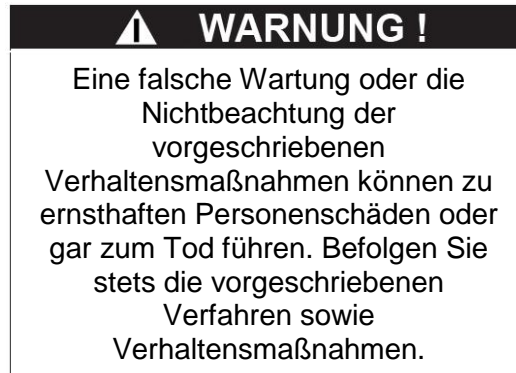 WARNUNG !
Eine falsche Wartung oder die
Nichtbeachtung der
vorgeschriebenen
Verhaltensmaßnahmen können zu
ernsthaften Personenschäden oder
gar zum Tod führen. Befolgen Sie
stets die vorgeschriebenen
Verfahren sowie
Verhaltensmaßnahmen.